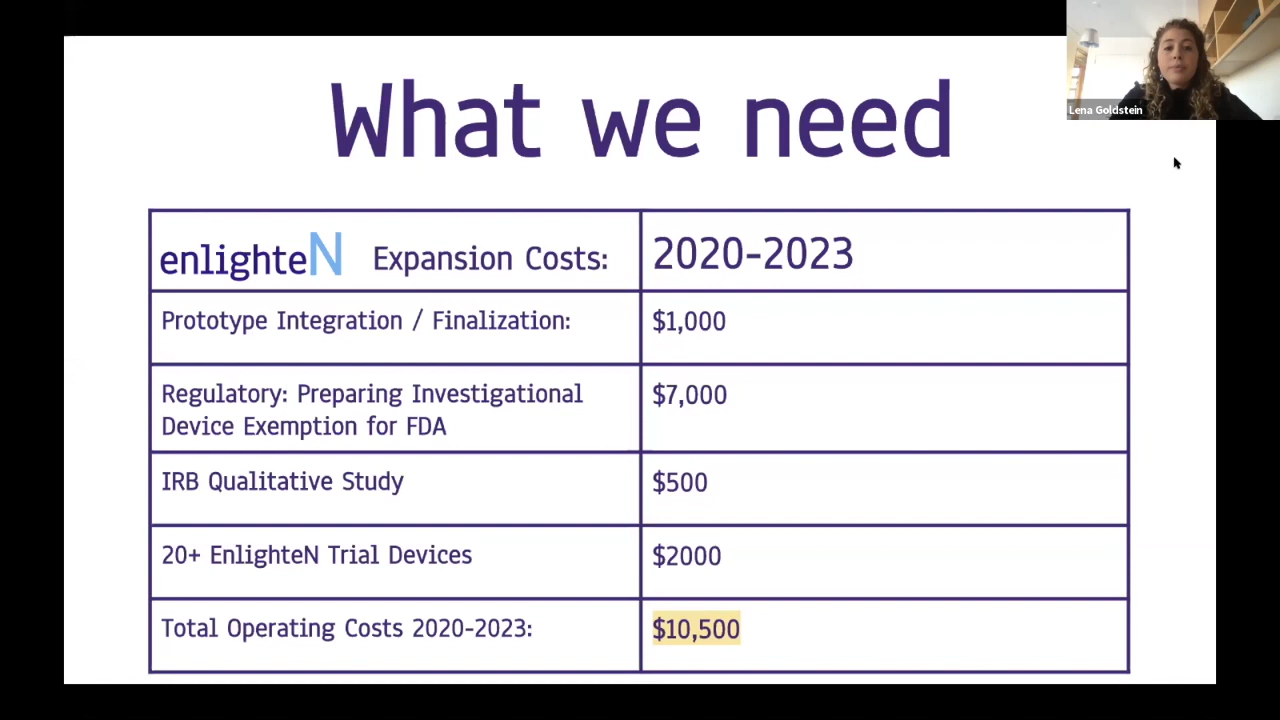 What we need
Lena Goldstein
enlighteN Expansion Costs:
2020-2023
Prototype Integration / Finalization:
$1,000
Regulatory: Preparing Investigational
Device Exemption for FDA
$7,000
IRB Qualitative Study
$500
20+ EnlighteN Trial Devices
$2000
Total Operating Costs 2020-2023:
$10,500